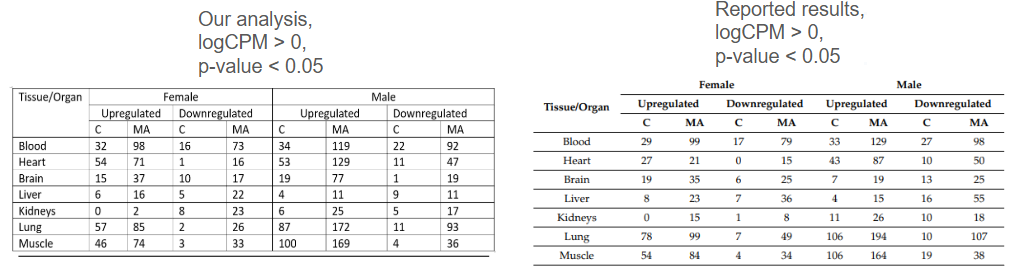 Our analysis,
logCPM > 0,
p-value < 0.05
Tissue/Organ Female Male
Upregulated Downregulated Upregulated Downregulated
C MA C MA C MA C MA
Blood 32 98 16 73 34 119 22 92
Heart 54 71 1 16 53 129 11 47
Brain 15 37 10 17 19 77 1 19
Liver 6 16 5 22 4 11 9 11
Kidneys 0 2 8 23 6 25 5 17
Lung 57 85 2 26 87 172 11 93
Muscle 46 74 3 33 100 169 4 36
Reported results,
logCPM > 0,
p-value < 0.05
Female Male
Tissue/Organ Upregulated Downregulated Upregulated Downregulated
C MA C MA C MA C MA
Blood 29 99 17 79 33 129 27 98
Heart 27 21 0 15 43 87 10 50
Brain 19 35 6 25 7 19 13 25
Liver 8 23 7 36 4 15 16 55
Kidney 0 15 1 8 11 26 10 18
Lung 78 99 7 49 106 194 10 107
Muscle 54 84 4 34 106 164 19 38